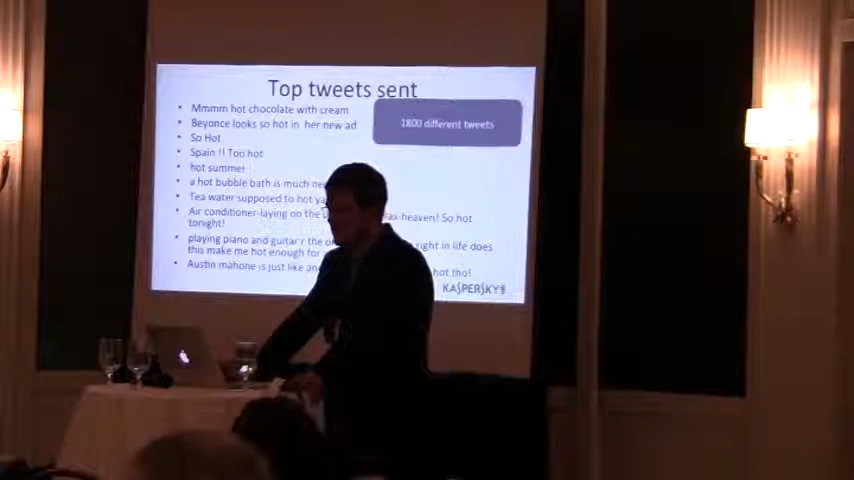 Top tweets sent
• Mmmm hot chocolate with cream
• Beyonce looks so hot in her new ad
1800 different tweets
• So Hot
• Spain !! Too hot
• hot summer
• a hot bubble bath is much
• Tea water supposed to hot
• Air conditioner-laying on the heaven! So hot
tonight!
• playing piano and guitar right in life does
this make me hot enough for
• Austin mahone is just like hot tho!
KASPERSKY